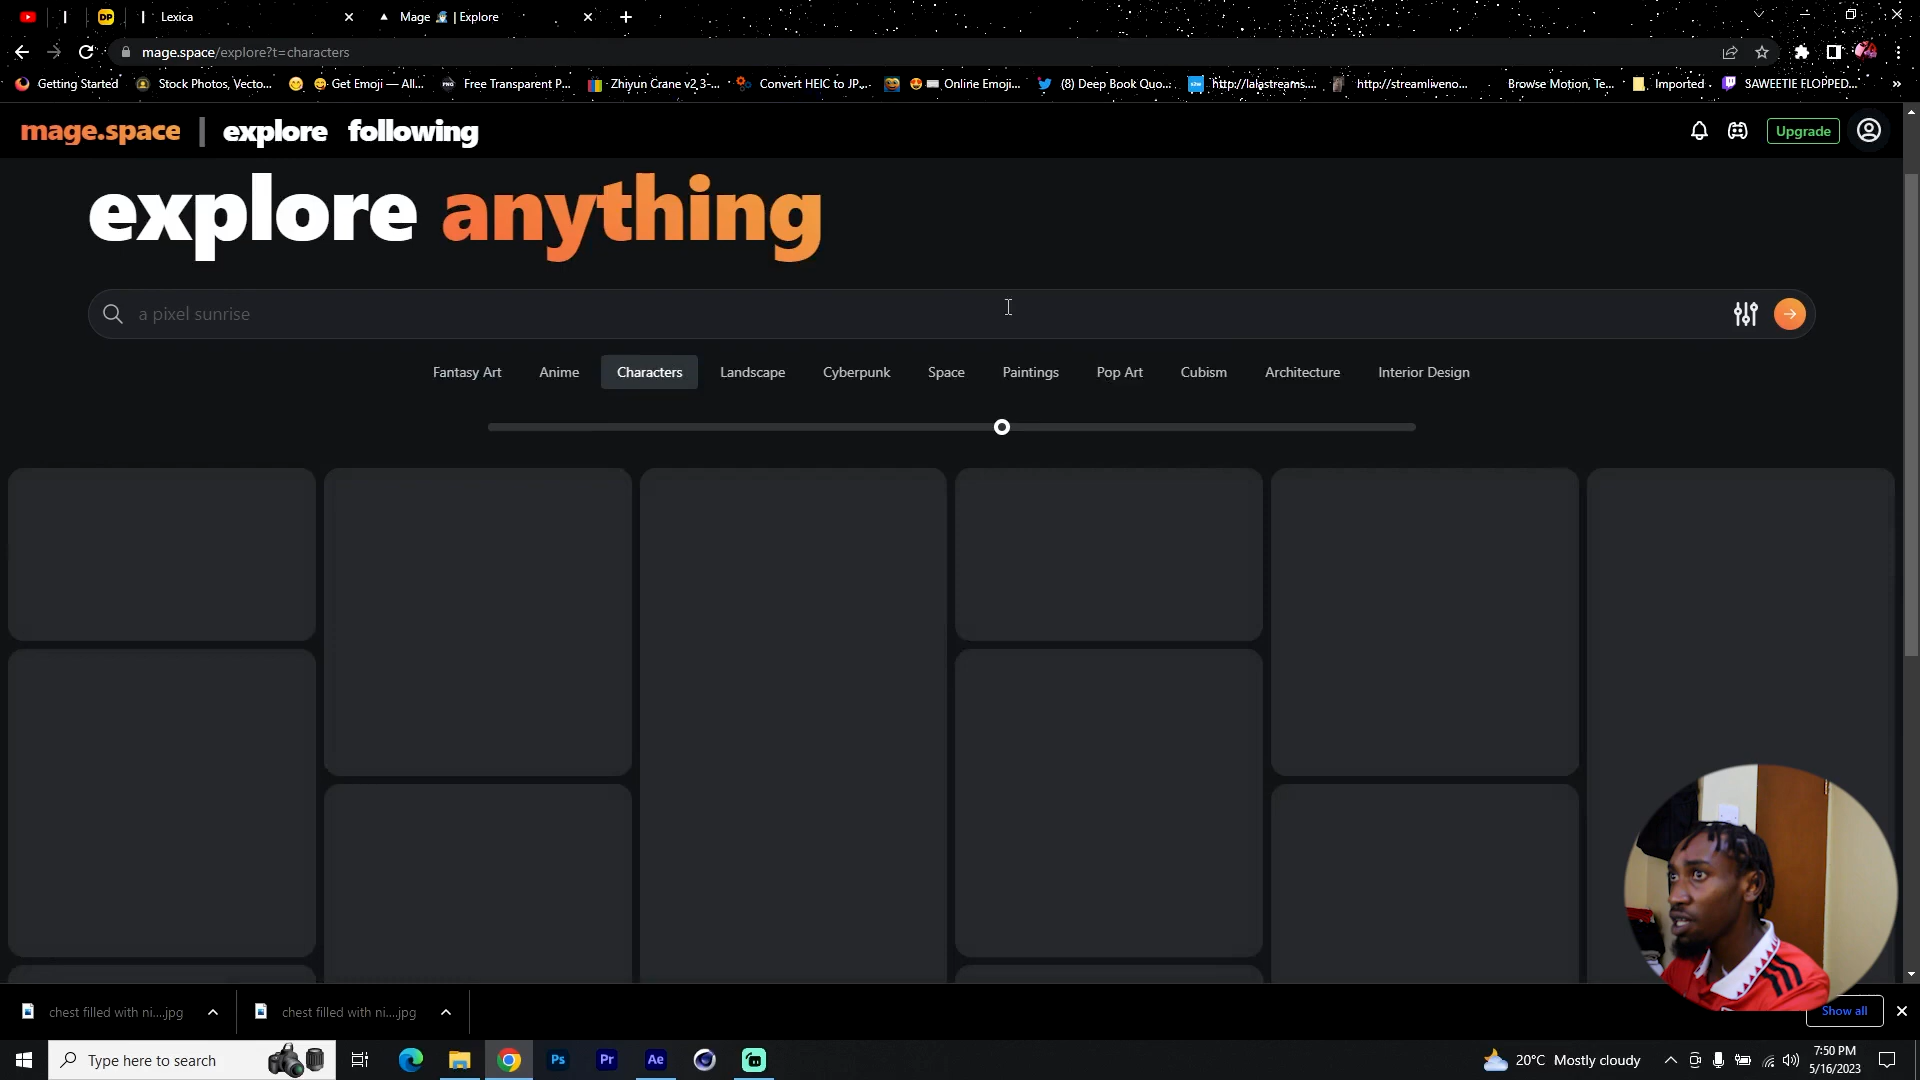 Lexica
Mage | Explore
mage.space/explore?t=characters
Getting Started
Stock Photos, Vecto...
Get Emoji — All...
Free Transparent P...
Zhiyun Crane v2 3-...
Convert HEIC to JP...
Online Emoji...
(8) Deep Book Quo...
http://lalastreams....
http://streamliveno...
Browse Motion, Te...
Imported
SAWEETIE FLOPPED...
mage.space | explore following
Upgrade
explore anything
a pixel sunrise
Fantasy Art
Anime
Characters
Landscape
Cyberpunk
Space
Paintings
Pop Art
Cubism
Architecture
Interior Design
chest filled with ni....jpg
chest filled with ni....jpg
Show all
Type here to search
Ps
Pr
Ae
20°C Mostly cloudy
7:50 PM
5/16/2023